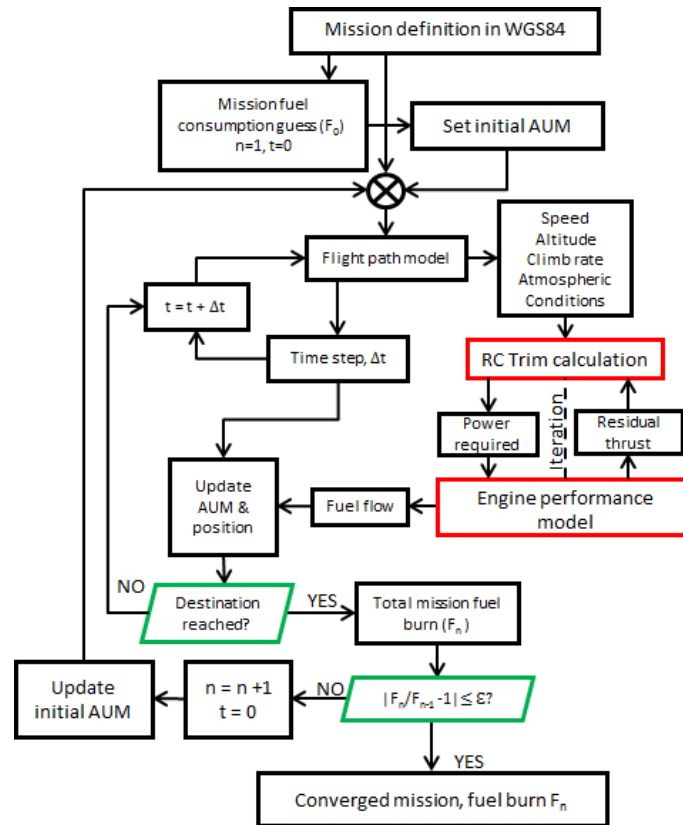 Mission definition in WGS84
Mission fuel
consumption guess (F₀)
n=1, t=0
Set initial AUM
Speed
Altitude
Climb rate
Atmospheric
Conditions
Flight path model
t = t + Δt
Time step, Δt
RC Trim calculation
Power
required
Iteration
Residual
thrust
Update
AUM &
position
Fuel flow
Engine performance
model
NO
Destination
reached?
YES
Total mission fuel
burn (Fₙ)
Update
initial AUM
n = n +1
t = 0
NO
|Fₙ/Fₙ₋₁ -1| ≤ ε?
YES
Converged mission, fuel burn Fₙ